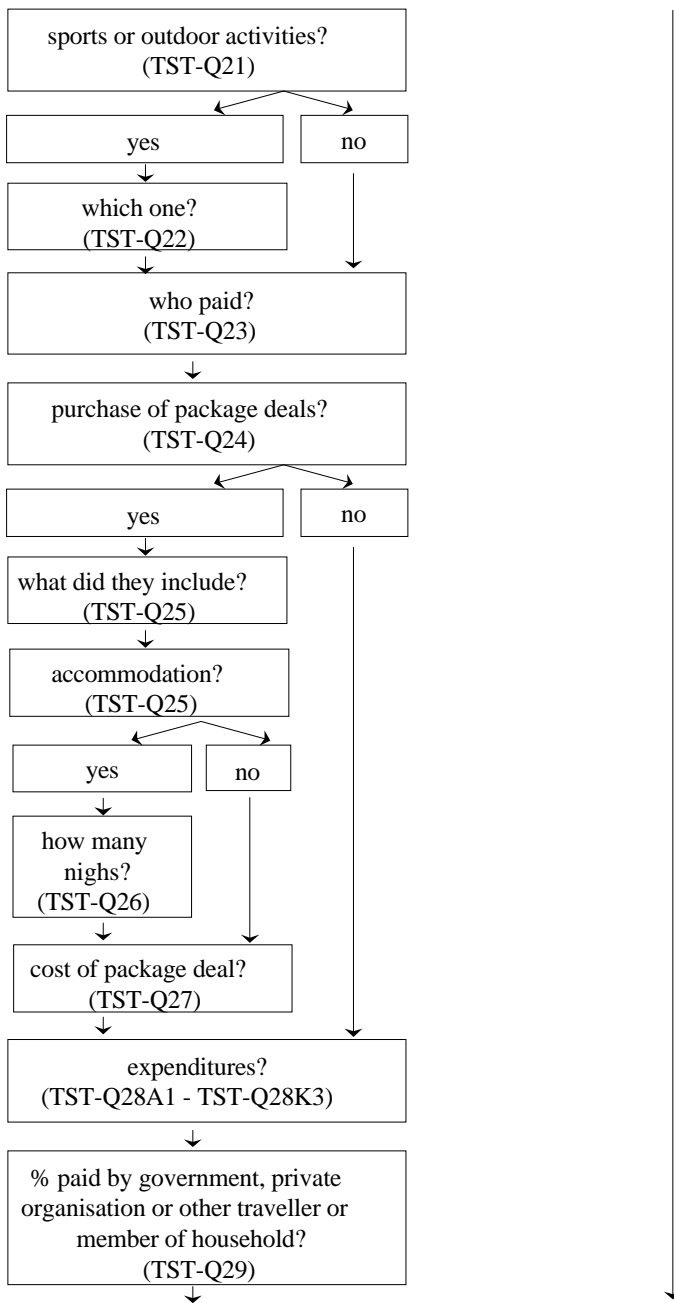 sports or outdoor activities?
(TST-Q21)
yes
no
which one?
(TST-Q22)
who paid?
(TST-Q23)
purchase of package deals?
(TST-Q24)
yes
no
what did they include?
(TST-Q25)
accommodation?
(TST-Q25)
yes
no
how many
nighs?
(TST-Q26)
cost of package deal?
(TST-Q27)
expenditures?
(TST-Q28A1 - TST-Q28K3)
% paid by government, private
organisation or other traveller or
member of household?
(TST-Q29)